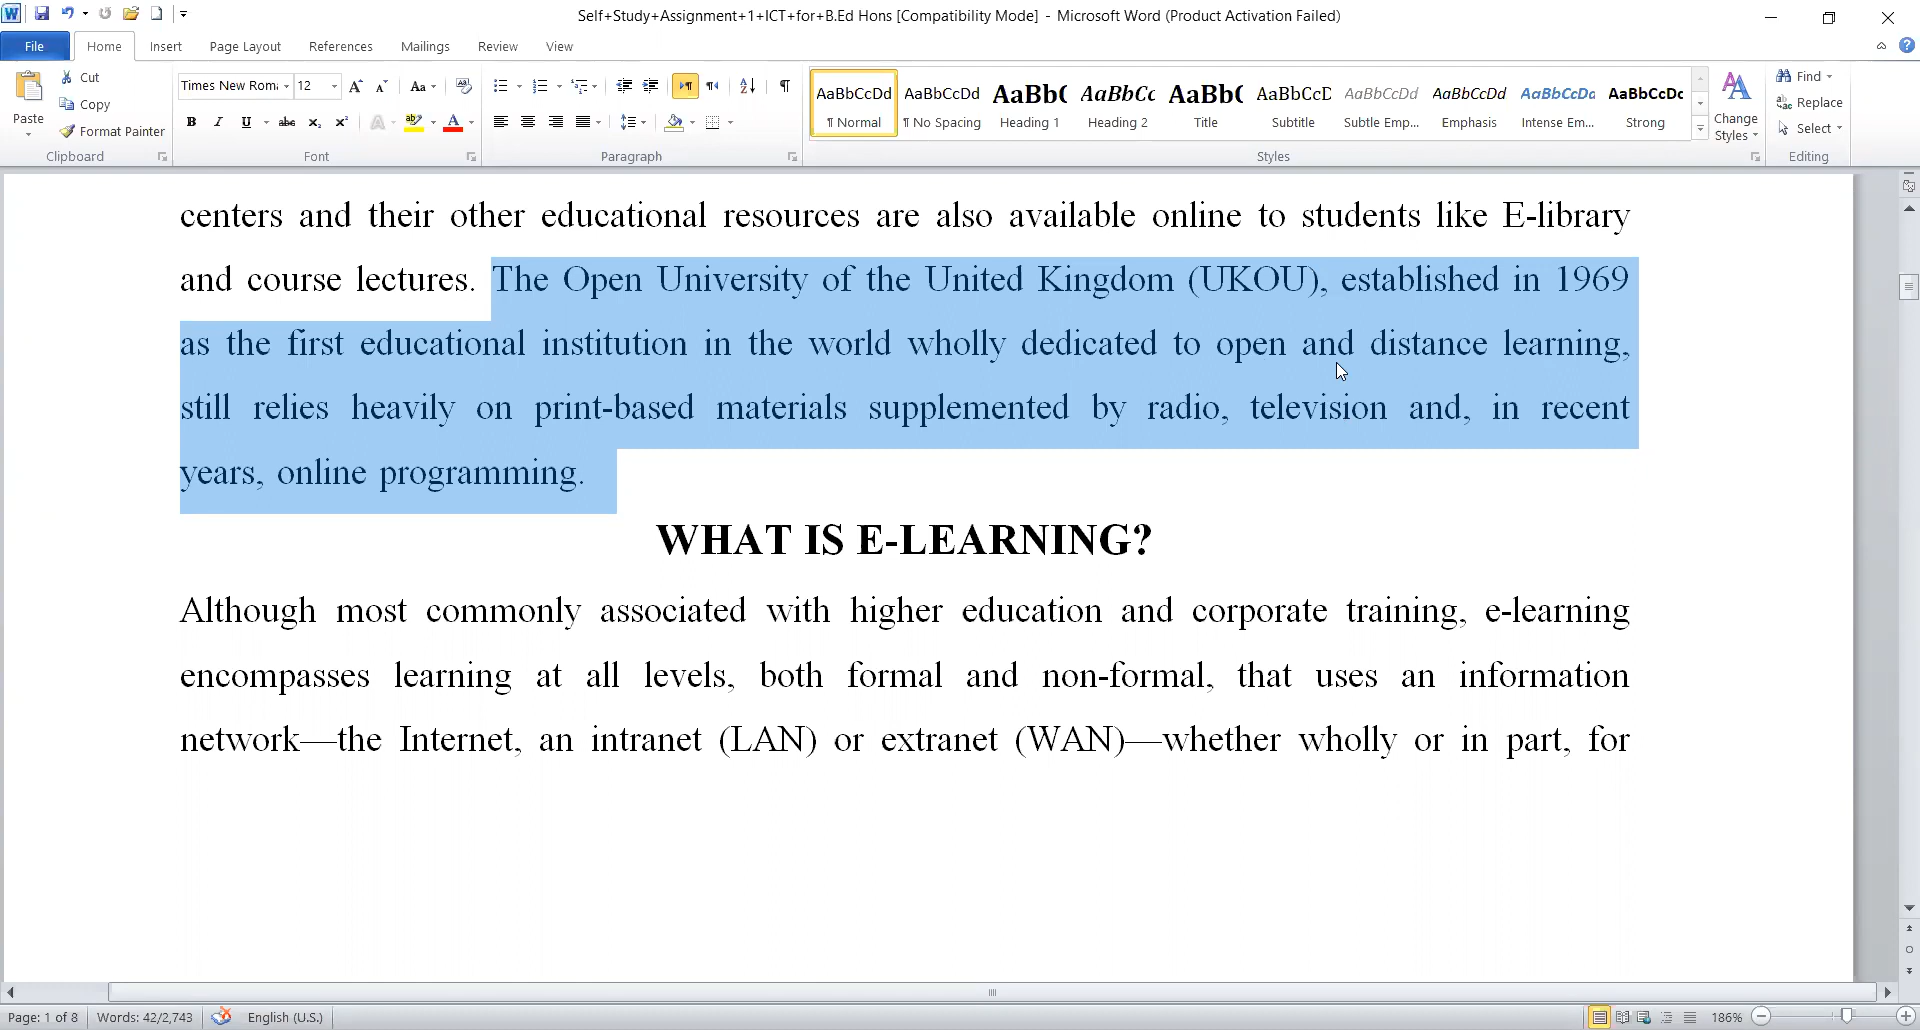 Self+Study+Assignment+1+ICT+for+B.Ed Hons [Compatibility Mode] - Microsoft Word (Product Activation Failed)
File Home Insert Page Layout References Mailings Review View
Paste
Cut
Copy
Format Painter
Clipboard
Times New Rom 12
Font
Paragraph
AaBbCcDd AaBbCcDd AaBb( AaBbCc AaBb( AaBbCcD AaBbCcDd AaBbCcDd AaBbCcDd AaBbCcDc
¶ Normal ¶ No Spacing Heading 1 Heading 2 Title Subtitle Subtle Emp... Emphasis Intense Em... Strong
Styles
Change
Styles
Find
Replace
Select
Editing
centers and their other educational resources are also available online to students like E-library
and course lectures. The Open University of the United Kingdom (UKOU), established in 1969
as the first educational institution in the world wholly dedicated to open and distance learning,
still relies heavily on print-based materials supplemented by radio, television and, in recent
years, online programming.
WHAT IS E-LEARNING?
Although most commonly associated with higher education and corporate training, e-learning
encompasses learning at all levels, both formal and non-formal, that uses an information
network—the Internet, an intranet (LAN) or extranet (WAN)—whether wholly or in part, for
Page: 1 of 8 Words: 42/2,743 English (U.S.) 186%